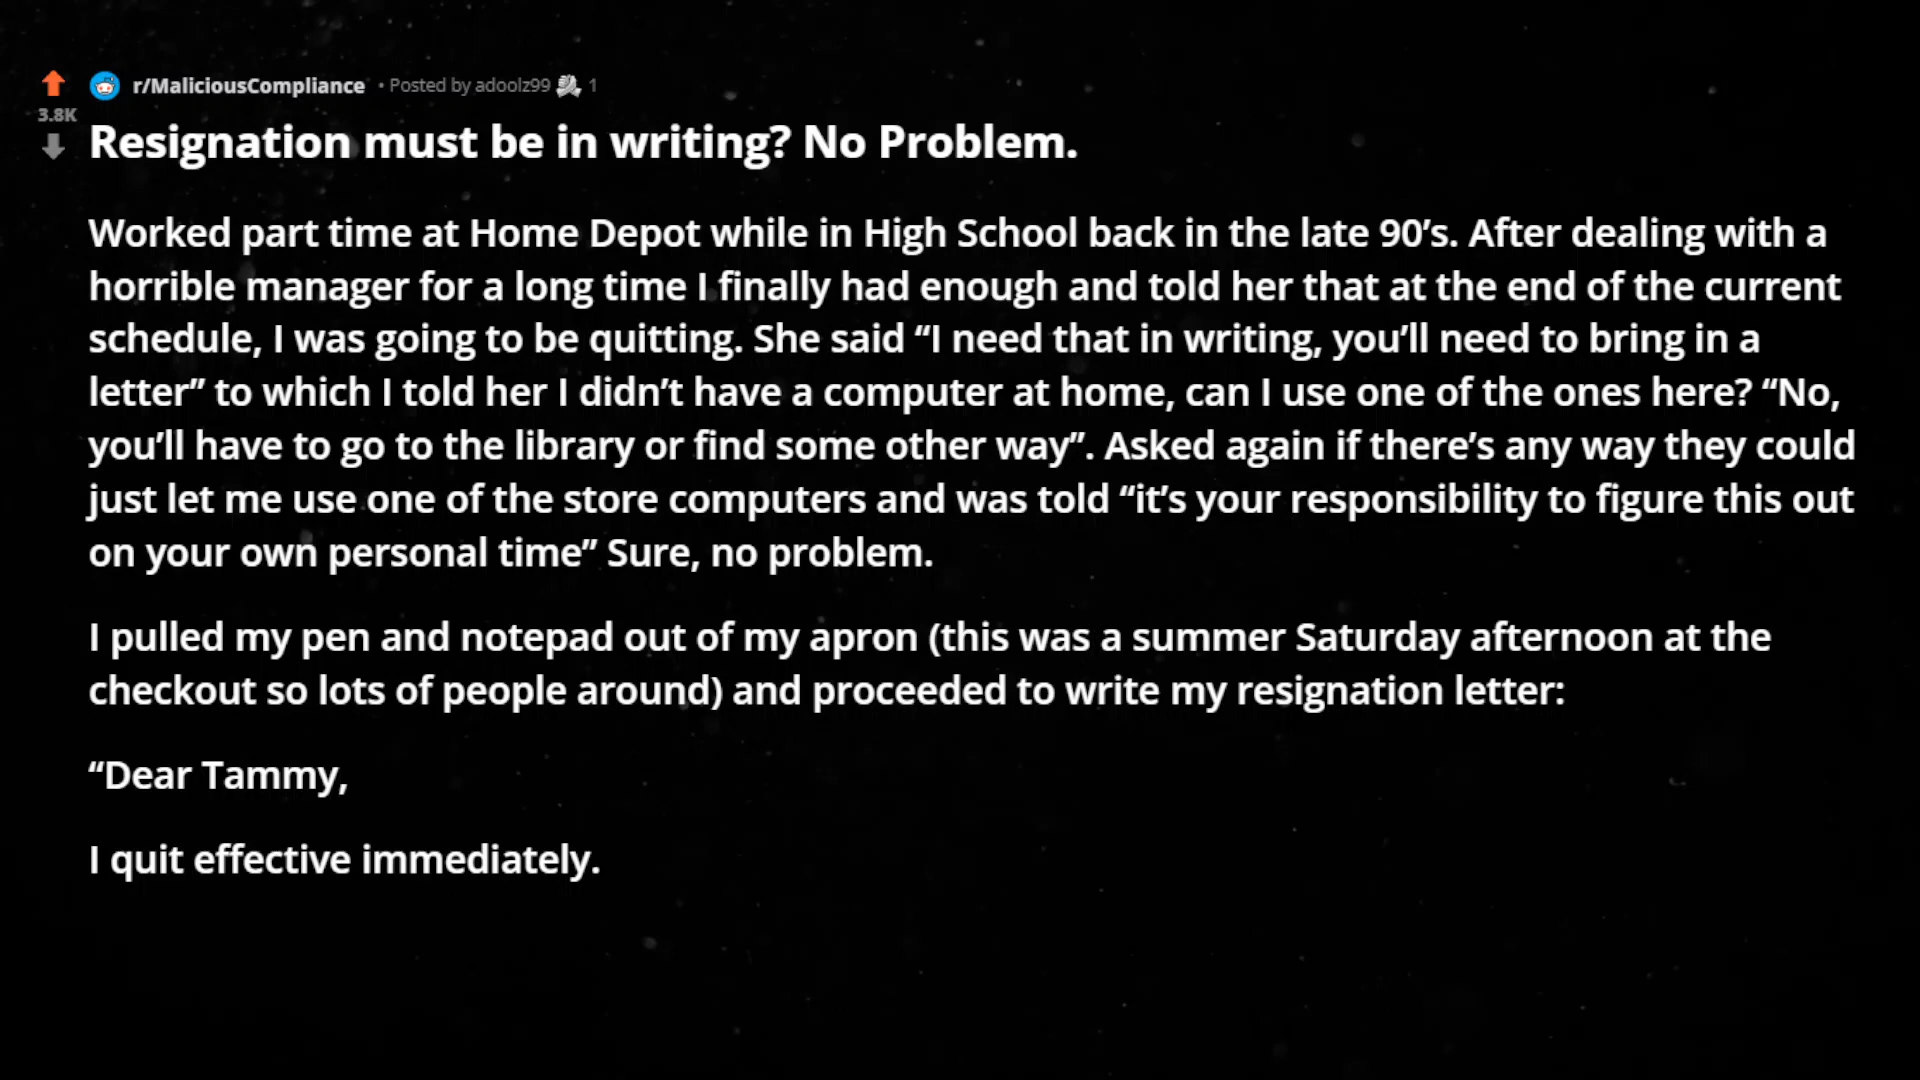 r/MaliciousCompliance • Posted by adoolz99 1
3.8K
Resignation must be in writing? No Problem.
Worked part time at Home Depot while in High School back in the late 90’s. After dealing with a
horrible manager for a long time I finally had enough and told her that at the end of the current
schedule, I was going to be quitting. She said “I need that in writing, you’ll need to bring in a
letter” to which I told her I didn’t have a computer at home, can I use one of the ones here? “No,
you’ll have to go to the library or find some other way”. Asked again if there’s any way they could
just let me use one of the store computers and was told “it’s your responsibility to figure this out
on your own personal time” Sure, no problem.
I pulled my pen and notepad out of my apron (this was a summer Saturday afternoon at the
checkout so lots of people around) and proceeded to write my resignation letter:
“Dear Tammy,
I quit effective immediately.